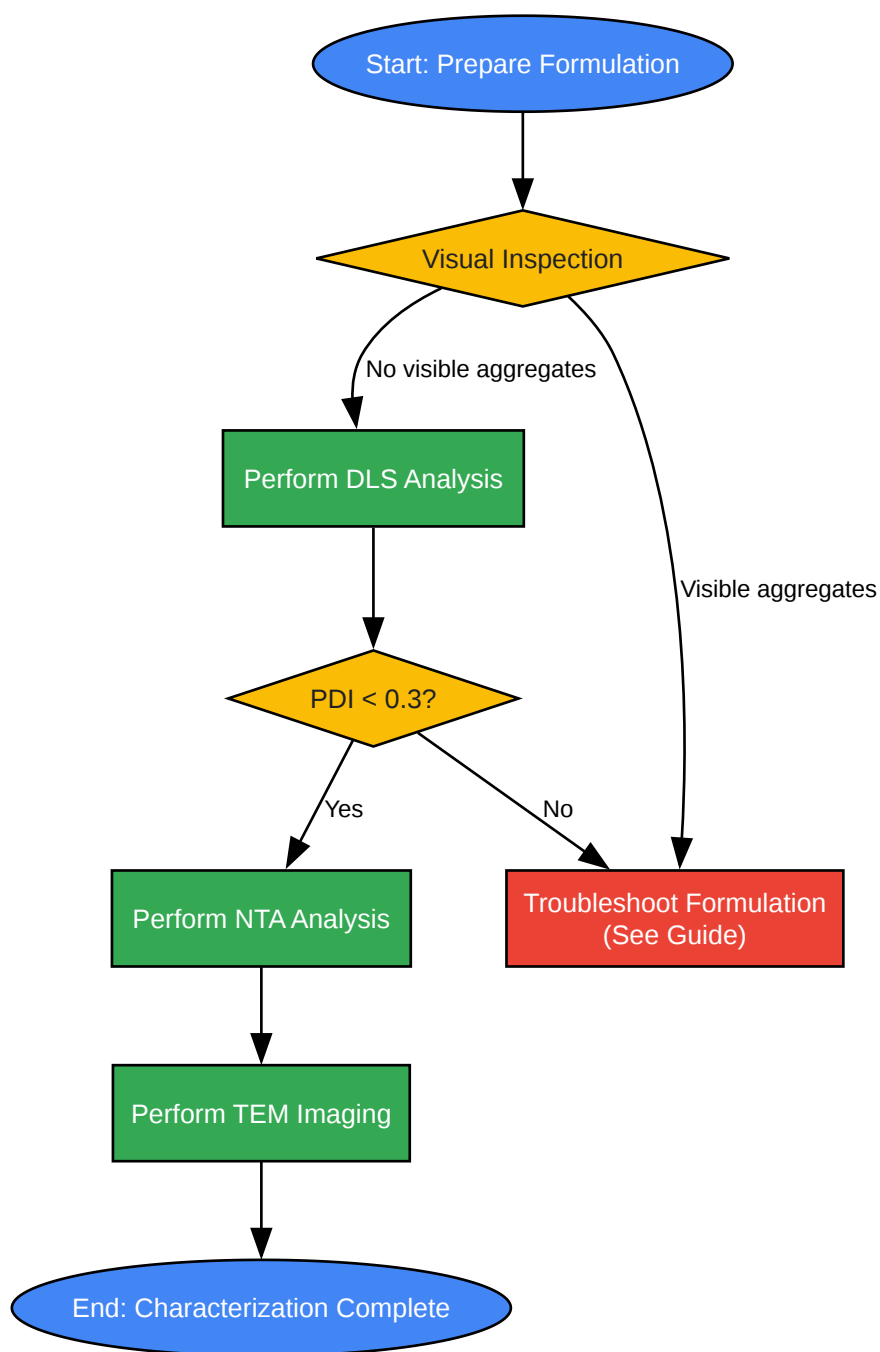 Start: Prepare Formulation
Visual Inspection
No visible aggregates
Perform DLS Analysis
Visible aggregates
PDI < 0.3?
Yes
No
Perform NTA Analysis
Troubleshoot Formulation
(See Guide)
Perform TEM Imaging
End: Characterization Complete